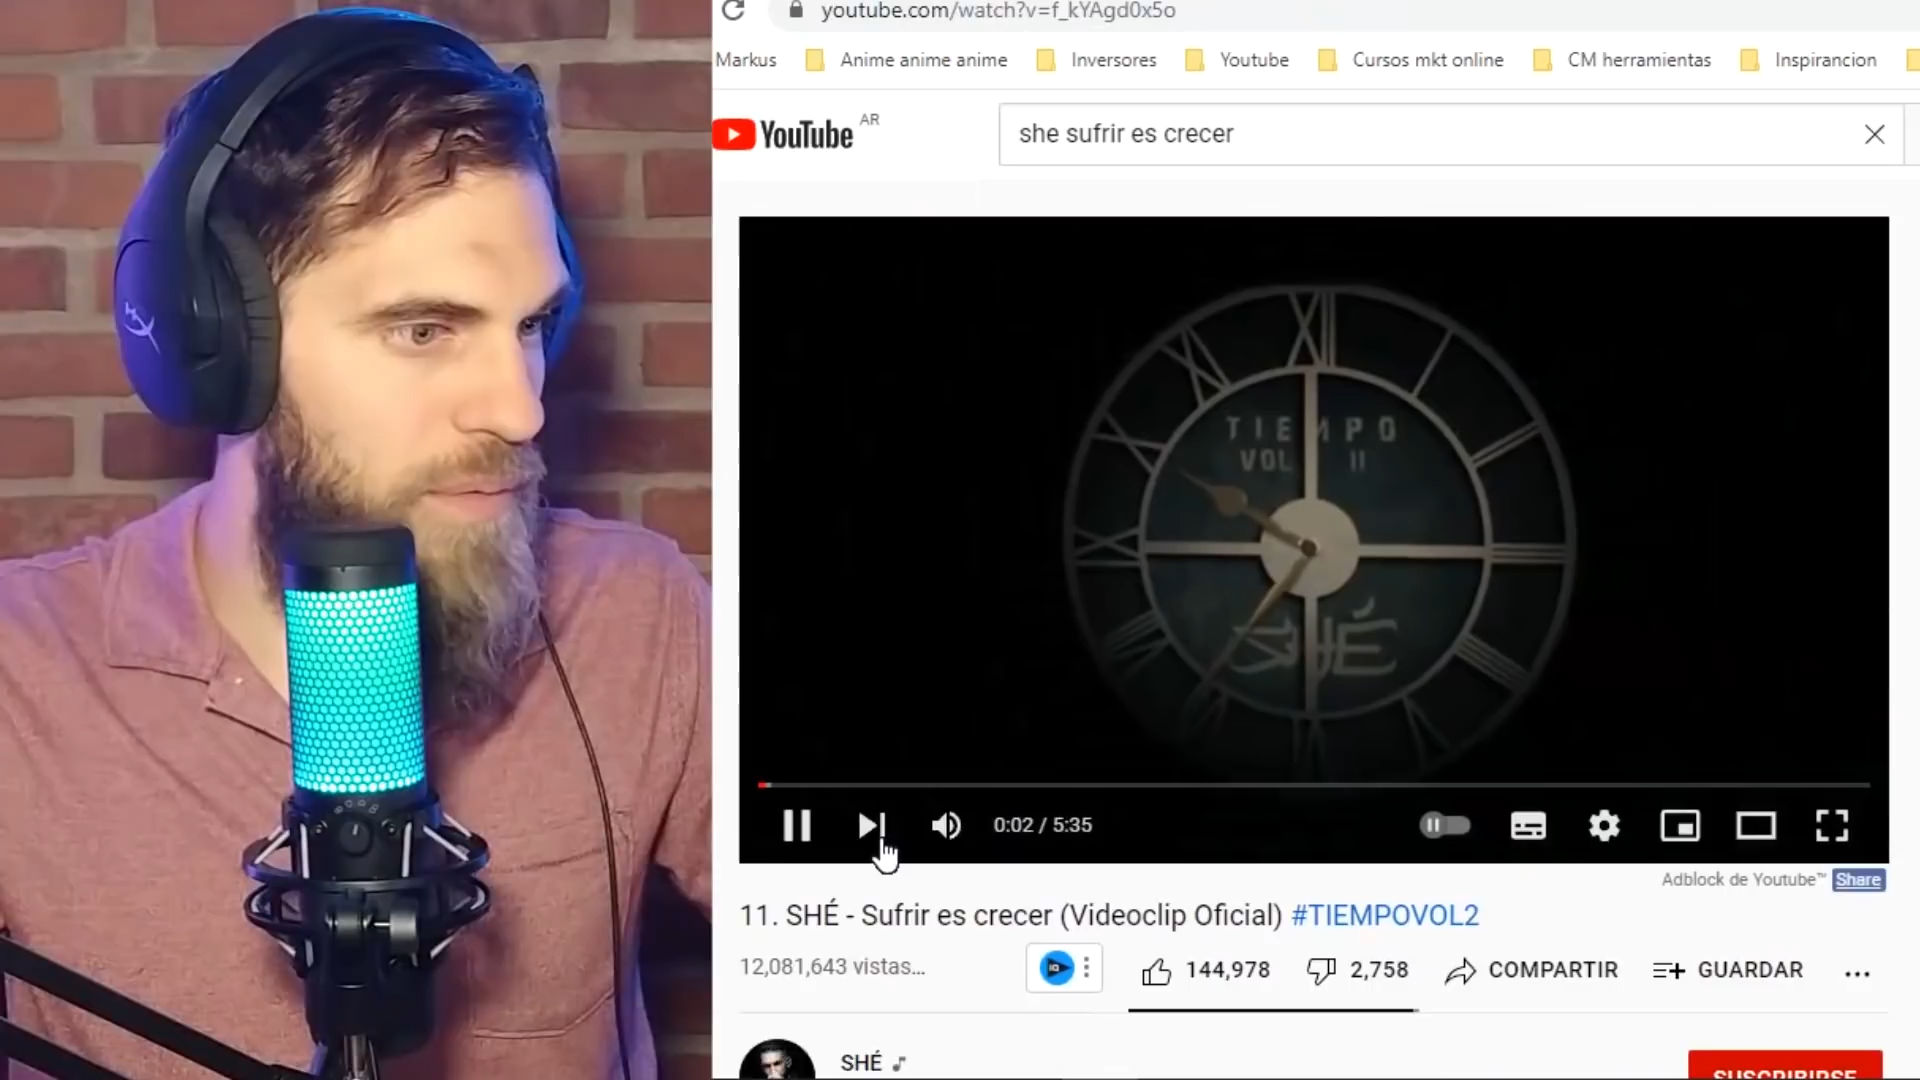 youtube.com/watch?v=f_kYAgd0x5o
Markus Anime anime anime Inversores Youtube Cursos mkt online CM herramientas Inspirancion
YouTube AR
she sufrir es crecer
TIEMPO
VOL II
SHÉ
0:02 / 5:35
Adblock de Youtube™ Share
11. SHÉ - Sufrir es crecer (Videoclip Oficial) #TIEMPOVOL2
12,081,643 vistas...
144,978 2,758 COMPARTIR GUARDAR
SHÉ
SUSCRIBIRSE